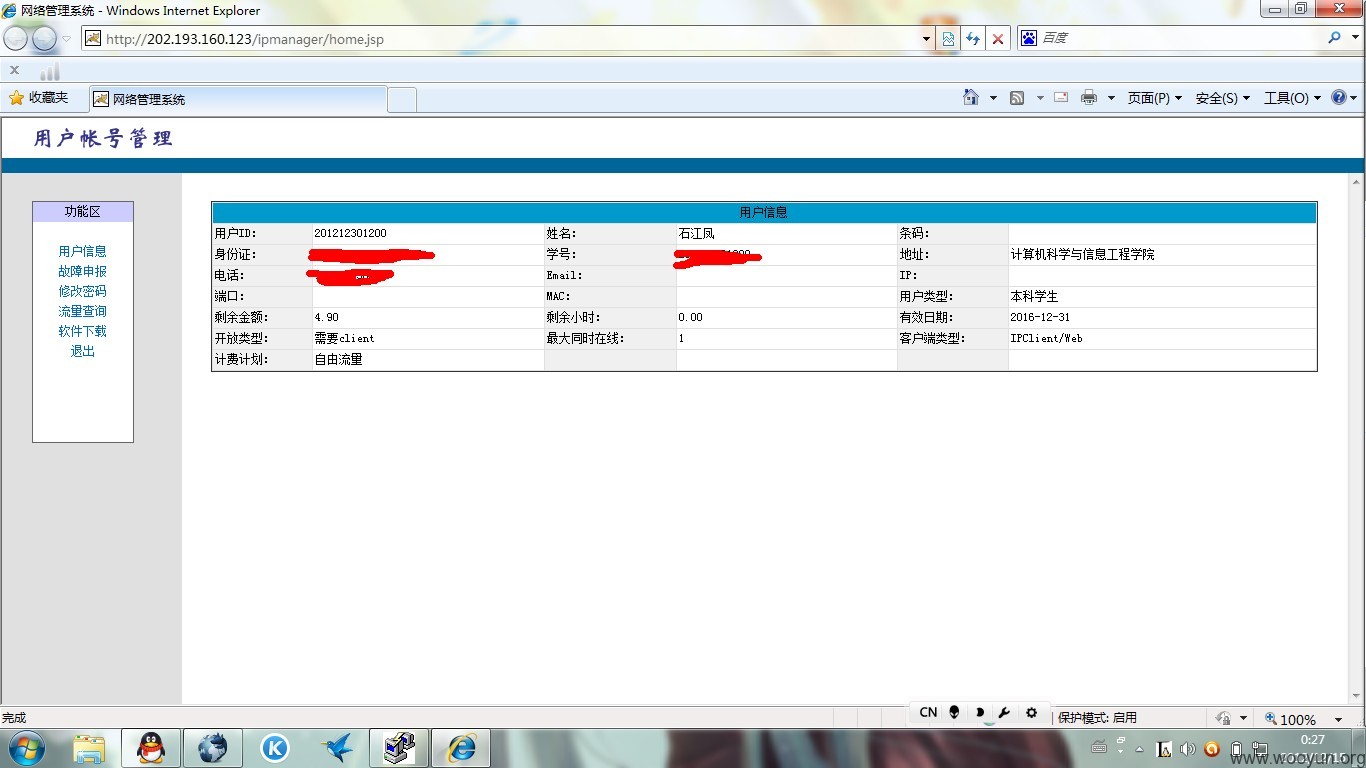 网络管理系统 - Windows Internet Explorer
http://202.193.160.123/ipmanager/home.jsp
百度
收藏夹
网络管理系统
页面(P) 安全(S) 工具(O)
用户帐号管理
功能区
用户信息
故障申报
修改密码
流量查询
软件下载
退出
用户信息
用户ID: 201212301200 姓名: 石江凤 条码:
身份证: 学号: 地址: 计算机科学与信息工程学院
电话: Email: IP:
端口: MAC: 用户类型: 本科学生
剩余金额: 4.90 剩余小时: 0.00 有效日期: 2016-12-31
开放类型: 需要client 最大同时在线: 1 客户端类型: IPClient/Web
计费计划: 自由流量
完成
CN
保护模式: 启用
100%
0:27
www.wooyun.org